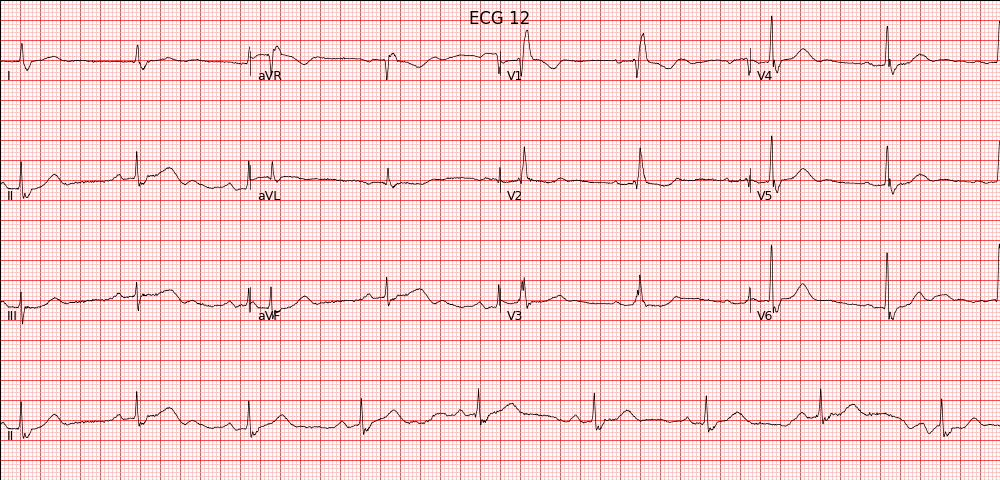 ECG 12
I aVR V1 V4
II aVL V2 V5
III aVF V3 V6
II